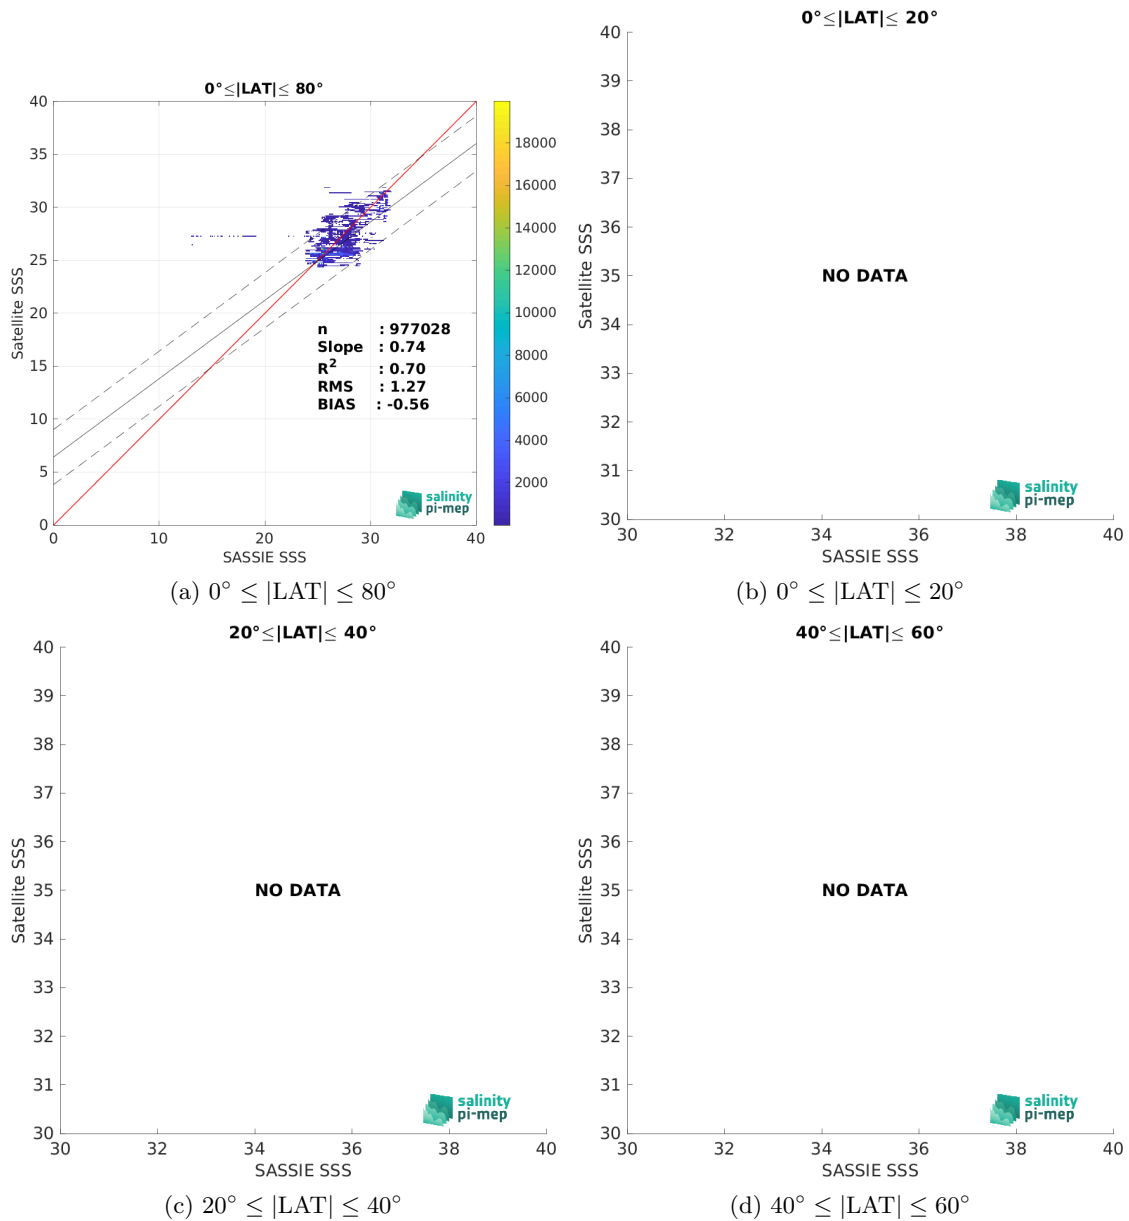 0°≤|LAT|≤ 80°
40
35
30
25
20
15
10
5
0
Satellite SSS
0
10
20
30
40
SASSIE SSS
18000
16000
14000
12000
10000
8000
6000
4000
2000
n : 977028
Slope : 0.74
R² : 0.70
RMS : 1.27
BIAS : -0.56
salinity
pi-mep
(a) 0° ≤ |LAT| ≤ 80°
0°≤|LAT|≤ 20°
40
39
38
37
36
35
34
33
32
31
30
Satellite SSS
NO DATA
salinity
pi-mep
30
32
34
36
38
40
SASSIE SSS
(b) 0° ≤ |LAT| ≤ 20°
20°≤|LAT|≤ 40°
40
39
38
37
36
35
34
33
32
31
30
Satellite SSS
NO DATA
salinity
pi-mep
30
32
34
36
38
40
SASSIE SSS
(c) 20° ≤ |LAT| ≤ 40°
40°≤|LAT|≤ 60°
40
39
38
37
36
35
34
33
32
31
30
Satellite SSS
NO DATA
salinity
pi-mep
30
32
34
36
38
40
SASSIE SSS
(d) 40° ≤ |LAT| ≤ 60°